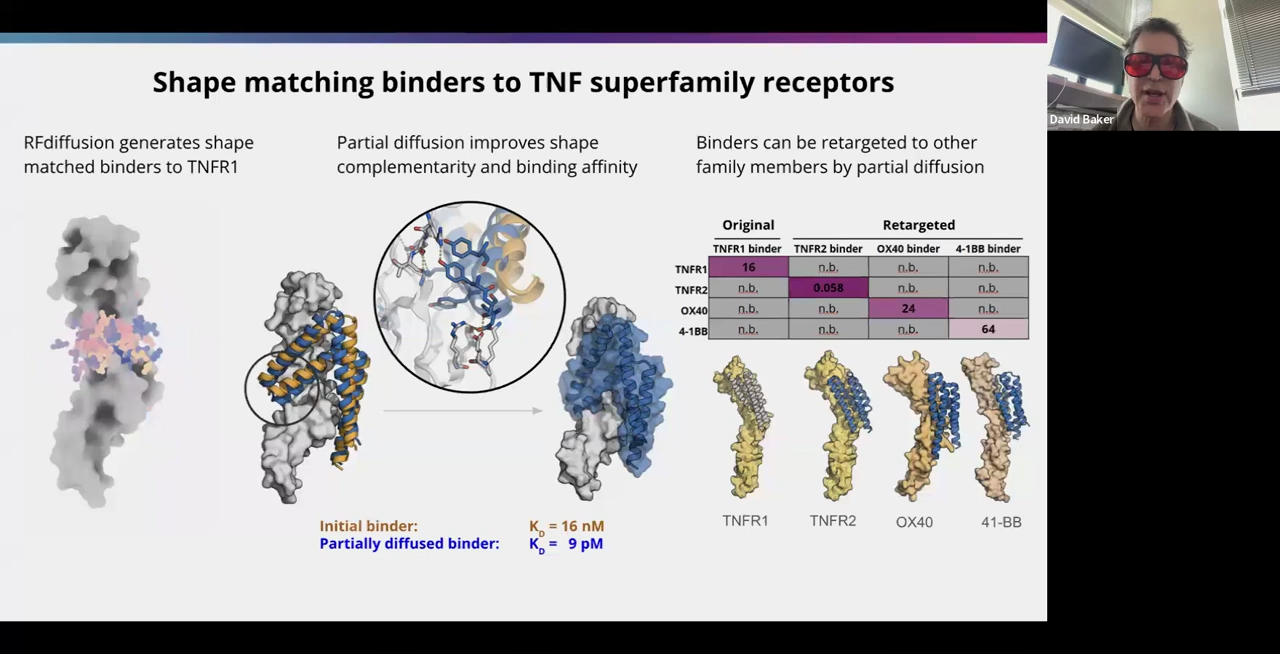 Shape matching binders to TNF superfamily receptors
David Baker
RFdiffusion generates shape
matched binders to TNFR1
Partial diffusion improves shape
complementarity and binding affinity
Initial binder: K_D = 16 nM
Partially diffused binder: K_D = 9 pM
Binders can be retargeted to other
family members by partial diffusion
Original Retargeted
TNFR1 binder TNFR2 binder OX40 binder 4-1BB binder
TNFR1 16 n.b. n.b. n.b.
TNFR2 n.b. 0.058 n.b. n.b.
OX40 n.b. n.b. 24 n.b.
4-1BB n.b. n.b. n.b. 64
TNFR1 TNFR2 OX40 41-BB